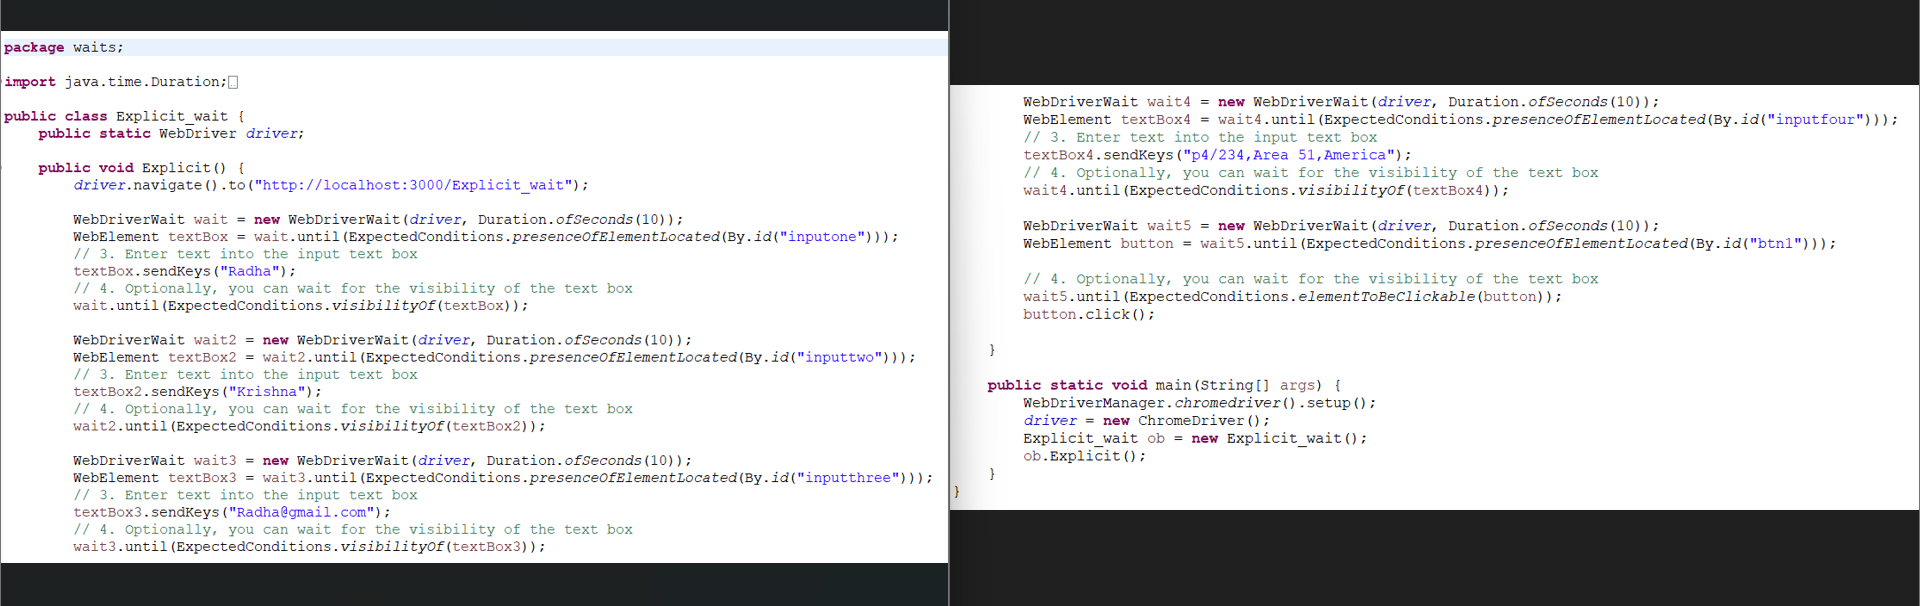 package waits;
import java.time.Duration;
public class Explicit_wait {
public static WebDriver driver;
public void Explicit() {
driver.navigate().to("http://localhost:3000/Explicit_wait");
WebDriverWait wait = new WebDriverWait(driver, Duration.ofSeconds(10));
WebElement textBox = wait.until(ExpectedConditions.presenceOfElementLocated(By.id("inputone")));
// 3. Enter text into the input text box
textBox.sendKeys("Radha");
// 4. Optionally, you can wait for the visibility of the text box
wait.until(ExpectedConditions.visibilityOf(textBox));
WebDriverWait wait2 = new WebDriverWait(driver, Duration.ofSeconds(10));
WebElement textBox2 = wait2.until(ExpectedConditions.presenceOfElementLocated(By.id("inputtwo")));
// 3. Enter text into the input text box
textBox2.sendKeys("Krishna");
// 4. Optionally, you can wait for the visibility of the text box
wait2.until(ExpectedConditions.visibilityOf(textBox2));
WebDriverWait wait3 = new WebDriverWait(driver, Duration.ofSeconds(10));
WebElement textBox3 = wait3.until(ExpectedConditions.presenceOfElementLocated(By.id("inputthree")));
// 3. Enter text into the input text box
textBox3.sendKeys("Radha@gmail.com");
// 4. Optionally, you can wait for the visibility of the text box
wait3.until(ExpectedConditions.visibilityOf(textBox3));
WebDriverWait wait4 = new WebDriverWait(driver, Duration.ofSeconds(10));
WebElement textBox4 = wait4.until(ExpectedConditions.presenceOfElementLocated(By.id("inputfour")));
// 3. Enter text into the input text box
textBox4.sendKeys("p4/234,Area 51,America");
// 4. Optionally, you can wait for the visibility of the text box
wait4.until(ExpectedConditions.visibilityOf(textBox4));
WebDriverWait wait5 = new WebDriverWait(driver, Duration.ofSeconds(10));
WebElement button = wait5.until(ExpectedConditions.presenceOfElementLocated(By.id("btn1")));
// 4. Optionally, you can wait for the visibility of the text box
wait5.until(ExpectedConditions.elementToBeClickable(button));
button.click();
}
public static void main(String[] args) {
WebDriverManager.chromedriver().setup();
driver = new ChromeDriver();
Explicit_wait ob = new Explicit_wait();
ob.Explicit();
}
}